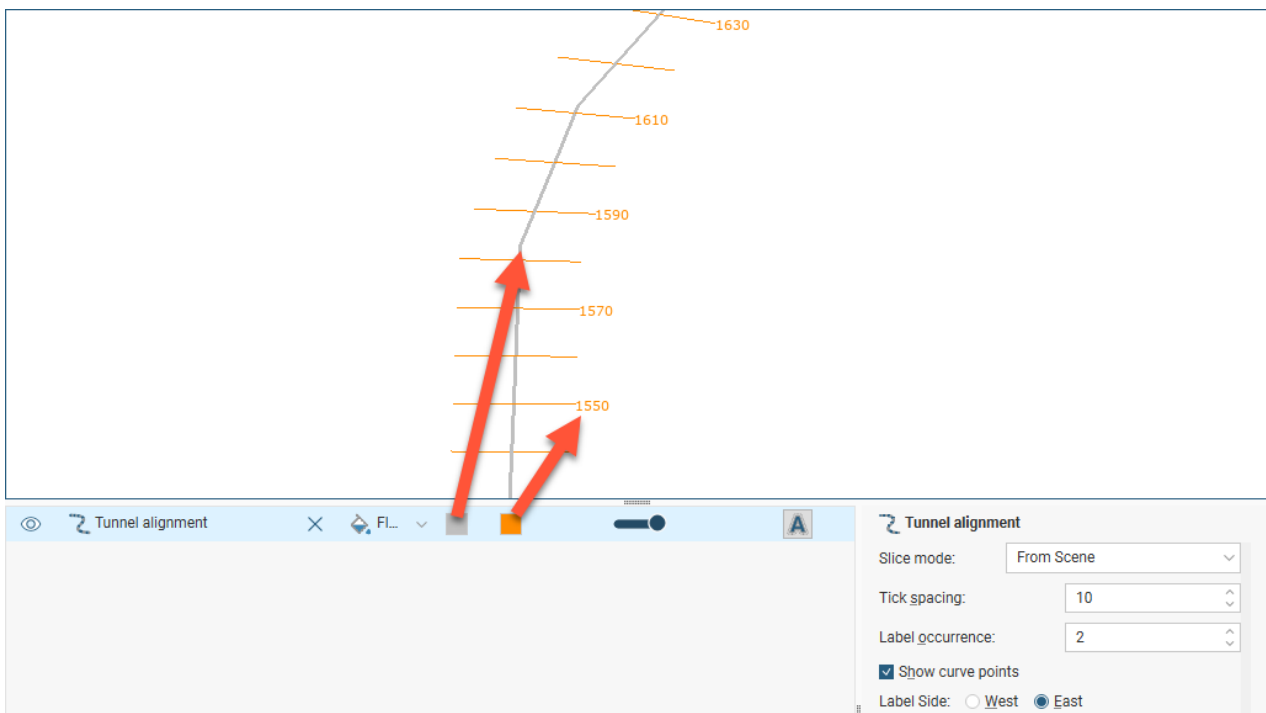 1630
1610
1590
1570
1550
Tunnel alignment Fl... A
Tunnel alignment
Slice mode: From Scene
Tick spacing: 10
Label occurrence: 2
Show curve points
Label Side: West East